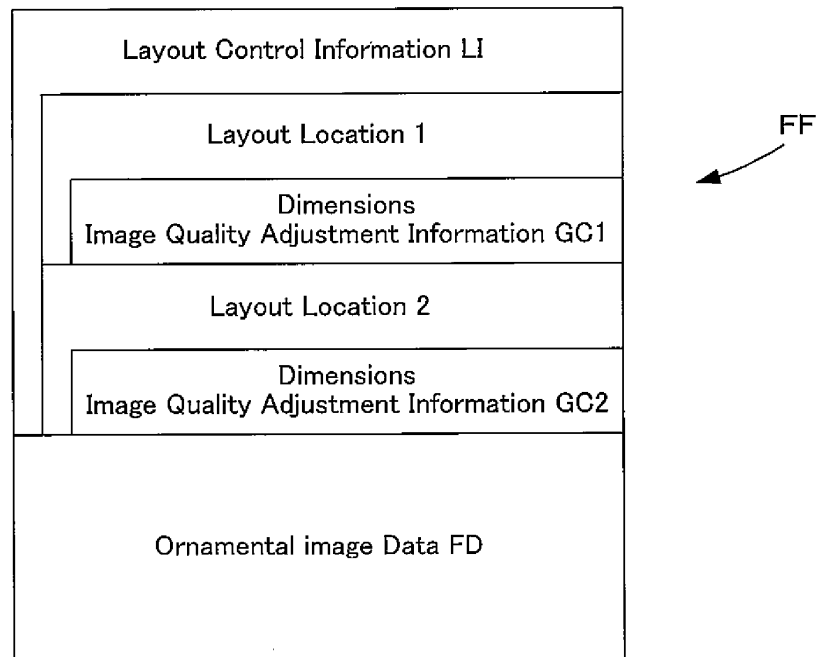 Layout Control Information LI
Layout Location 1
FF
Dimensions
Image Quality Adjustment Information GC1
Layout Location 2
Dimensions
Image Quality Adjustment Information GC2
Ornamental image Data FD